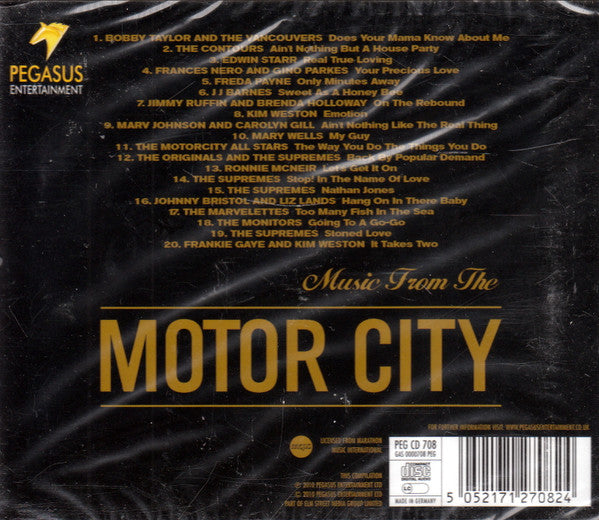 PEGASUS
ENTERTAINMENT
1. BOBBY TAYLOR AND THE VANCOUVERS Does Your Mama Know About Me
2. THE CONTOURS Ain't Nothing But A House Party
3. EDWIN STARR Real True Loving
4. FRANCES NERO AND GINO PARKES Your Precious Love
5. FREDA PAYNE Only Minutes Away
6. J J BARNES Sweet As A Honey Bee
7. JIMMY RUFFIN AND BRENDA HOLLOWAY On The Rebound
8. KIM WESTON Emotion
9. MARV JOHNSON AND CAROLYN GILL Ain't Nothing Like The Real Thing
10. MARY WELLS My Guy
11. THE MOTORCITY ALL STARS The Way You Do The Things You Do
12. THE ORIGINALS AND THE SUPREMES Back By Popular Demand
13. RONNIE MCNEIR Let's Get It On
14. THE SUPREMES Stop! In The Name Of Love
15. THE SUPREMES Nathan Jones
16. JOHNNY BRISTOL AND LIZ LANDS Hang On In There Baby
17. THE MARVELETTES Too Many Fish In The Sea
18. THE MONITORS Going To A Go-Go
19. THE SUPREMES Stoned Love
20. FRANKIE GAYE AND KIM WESTON It Takes Two
Music From The
MOTOR CITY
FOR FURTHER INFORMATION VISIT: WWW.PEGASUSENTERTAINMENT.CO.UK
LICENSED FROM MARATHON
MUSIC INTERNATIONAL
THIS COMPILATION
℗ 2010 PEGASUS ENTERTAINMENT LTD
© 2010 PEGASUS ENTERTAINMENT LTD
PART OF ELM STREET MEDIA GROUP LIMITED
PEG CD 708
GAS 0000708 PEG
COMPACT
disc
DIGITAL AUDIO
LC
MADE IN GERMANY
5 052171 270824